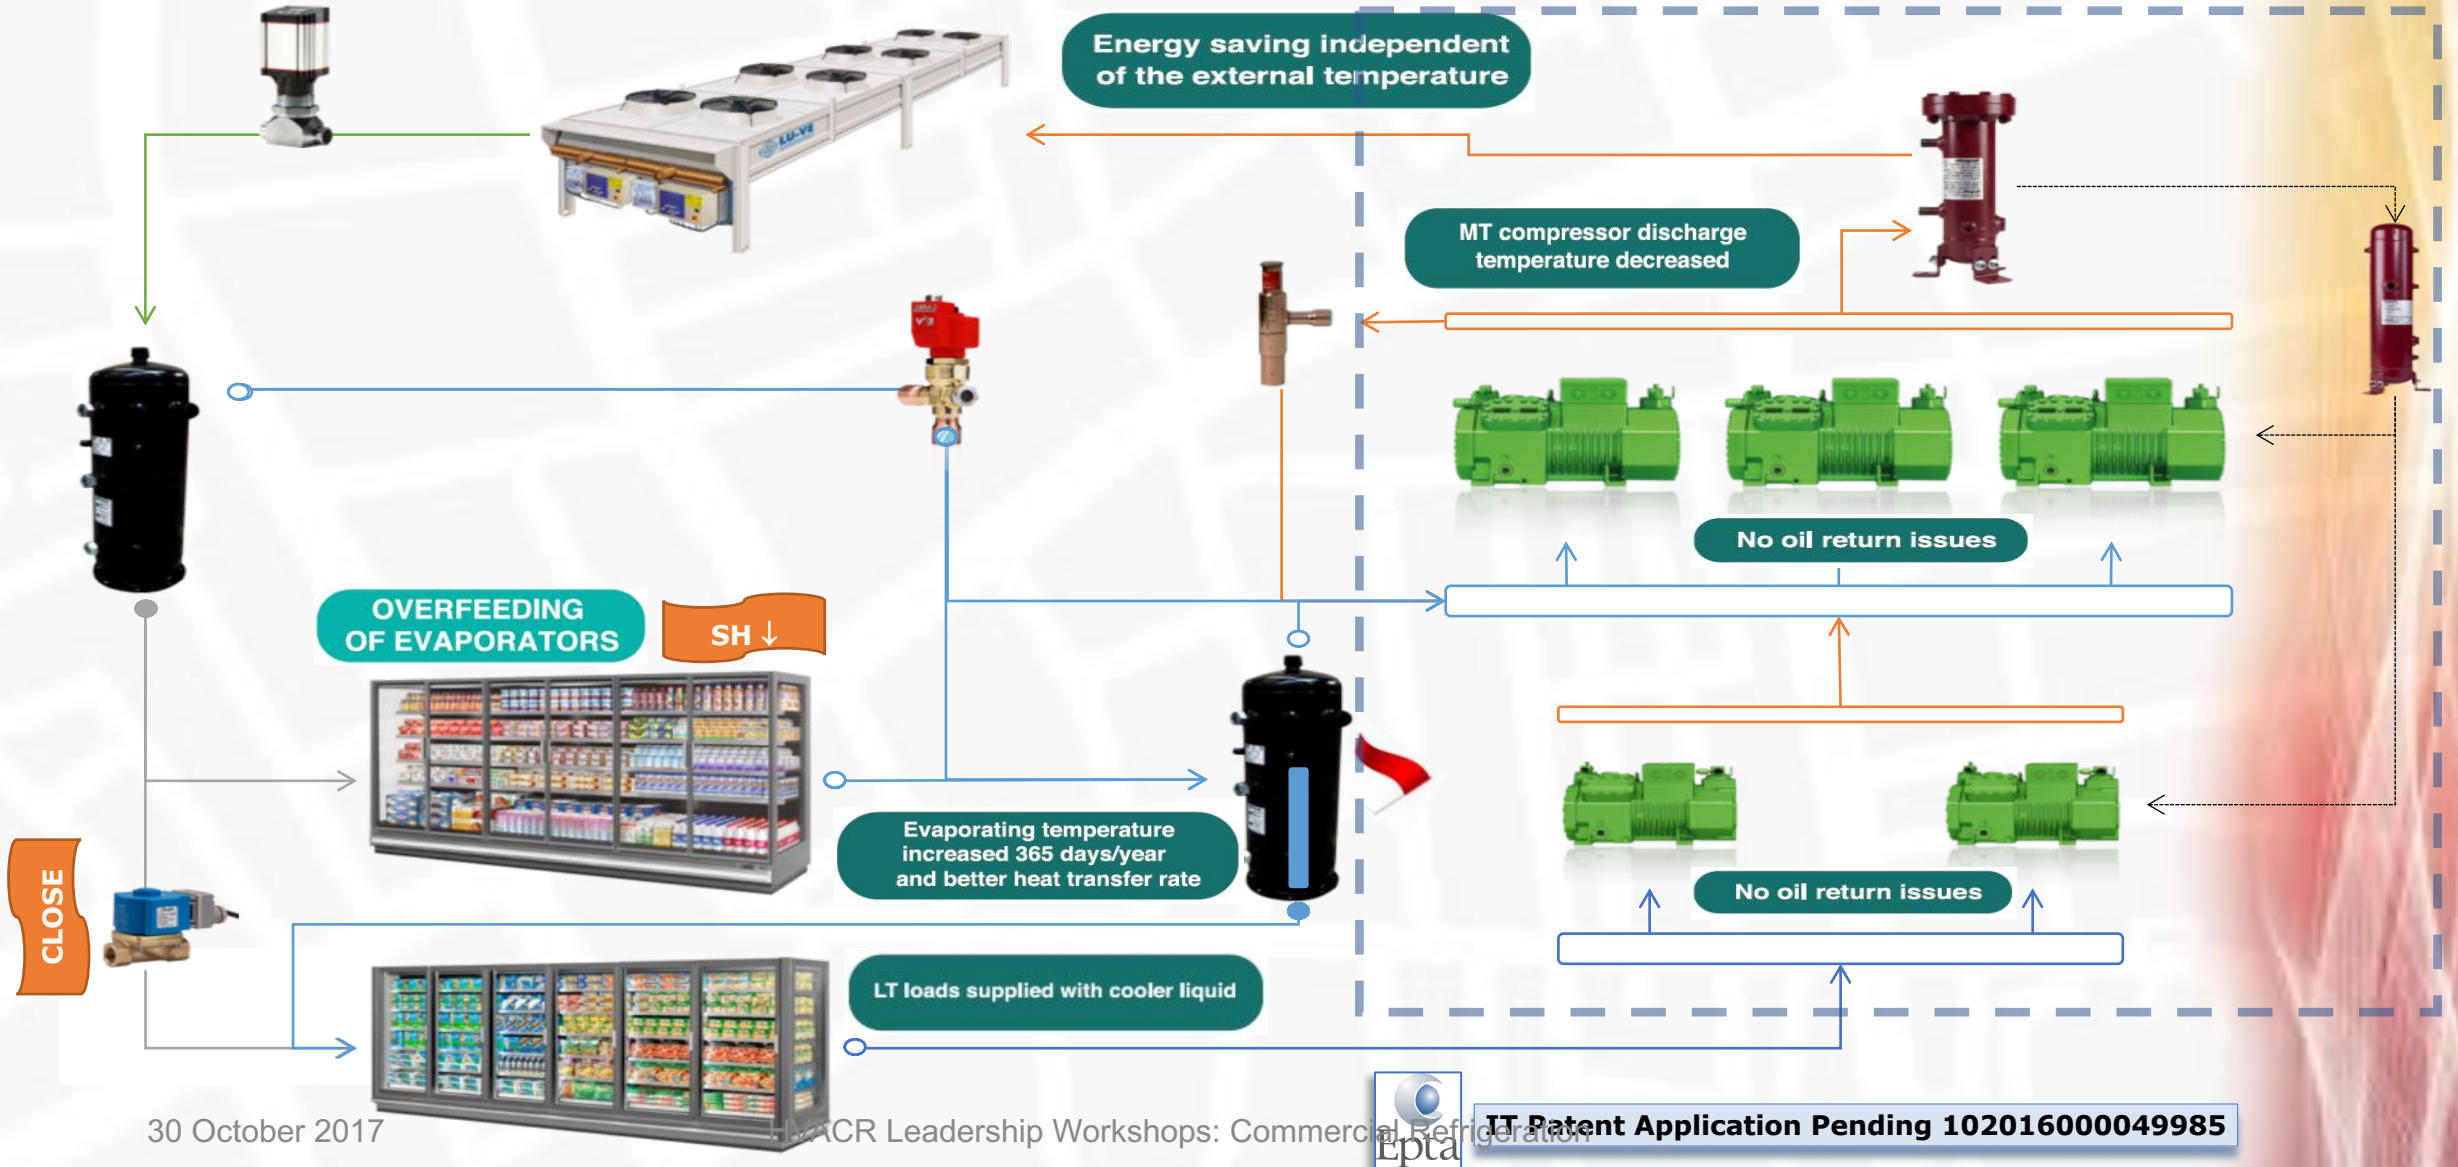 Energy saving independent
of the external temperature
LU-VE
MT compressor discharge
temperature decreased
No oil return issues
OVERFEEDING
OF EVAPORATORS
SH ↓
Evaporating temperature
increased 365 days/year
and better heat transfer rate
CLOSE
No oil return issues
LT loads supplied with cooler liquid
30 October 2017
HVACR Leadership Workshops: Commercial Refrigeration
Epta
IT Patent Application Pending 102016000049985